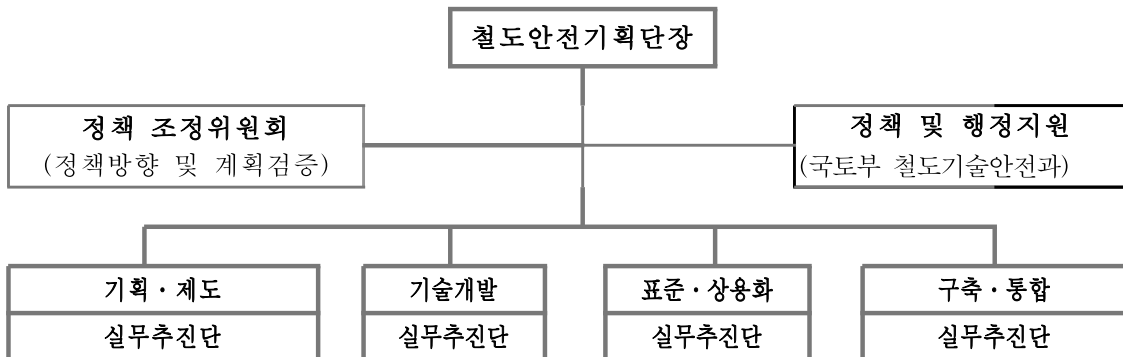 철도안전기획단장
정책 조정위원회
(정책방향 및 계획검증)
정책 및 행정지원
(국토부 철도기술안전과)
기획·제도
실무추진단
기술개발
실무추진단
표준·상용화
실무추진단
구축·통합
실무추진단